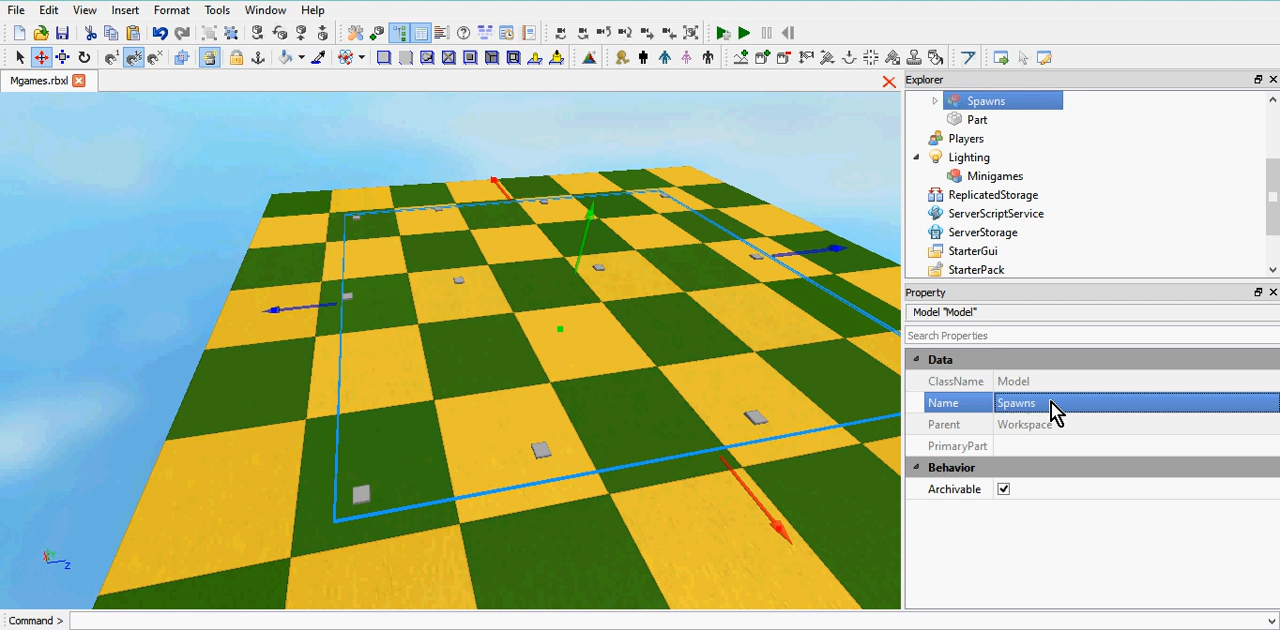 File Edit View Insert Format Tools Window Help
Mgames.rbxl
Explorer
Spawns
Part
Players
Lighting
Minigames
ReplicatedStorage
ServerScriptService
ServerStorage
StarterGui
StarterPack
Property
Model "Model"
Search Properties
Data
ClassName Model
Name Spawns
Parent Workspace
PrimaryPart
Behavior
Archivable
z
Command >